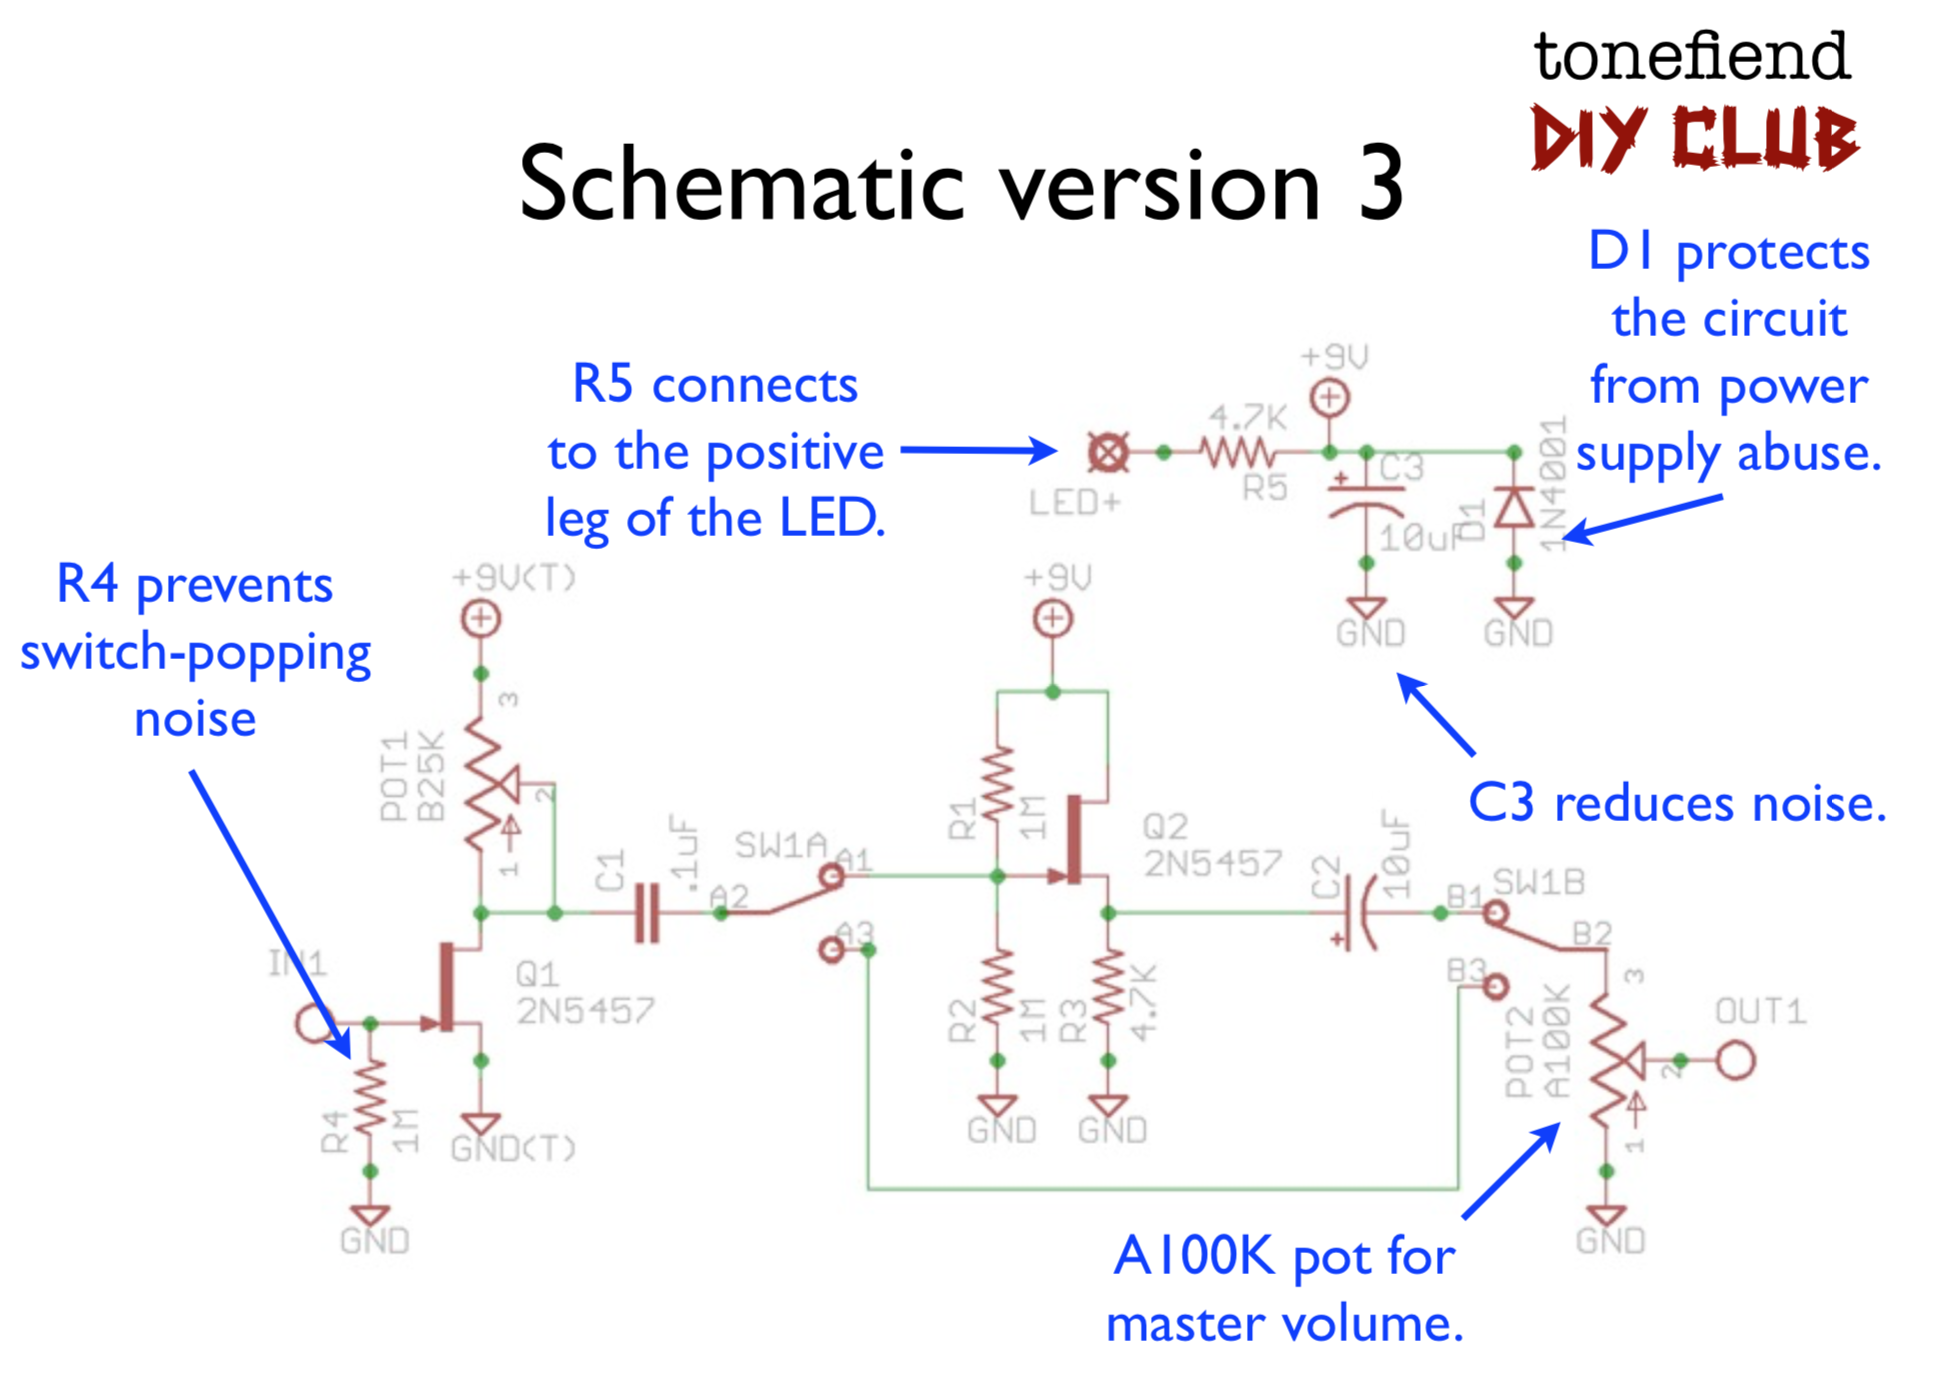 tonefiend
DIY CLUB
Schematic version 3
D1 protects
the circuit
from power
supply abuse.
R5 connects
to the positive
leg of the LED.
R4 prevents
switch-popping
noise
C3 reduces noise.
A100K pot for
master volume.
+9V
4.7K
R5
LED+
C3
10uF
D1
1N4001
GND
GND
+9V(T)
3
POT1
B25K
2
1
C1
.1uF
SW1A
A1
A2
A3
IN1
Q1
2N5457
R4
1M
GND
GND(T)
+9V
R1
1M
Q2
2N5457
R2
1M
R3
4.7K
GND
GND
C2
10uF
B1
SW1B
B2
B3
3
POT2
A100K
2
1
OUT1
GND